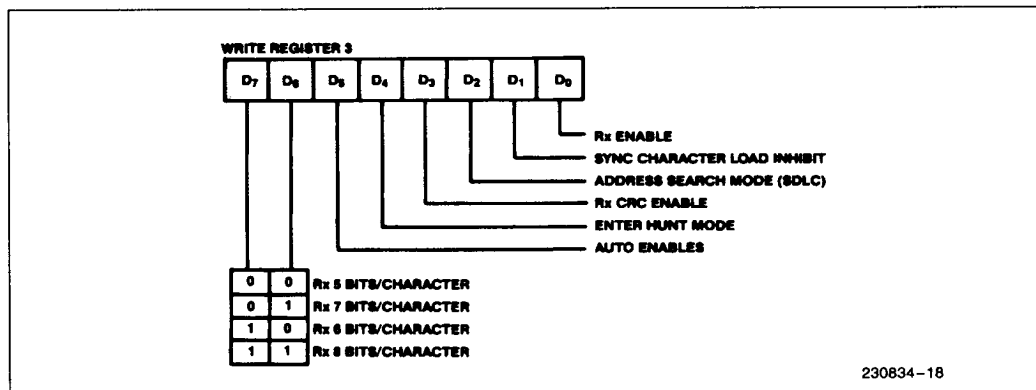 WRITE REGISTER 3
D7 D6 D5 D4 D3 D2 D1 D0
Rx ENABLE
SYNC CHARACTER LOAD INHIBIT
ADDRESS SEARCH MODE (SDLC)
Rx CRC ENABLE
ENTER HUNT MODE
AUTO ENABLES
0 0 Rx 5 BITS/CHARACTER
0 1 Rx 7 BITS/CHARACTER
1 0 Rx 6 BITS/CHARACTER
1 1 Rx 8 BITS/CHARACTER
230834-18